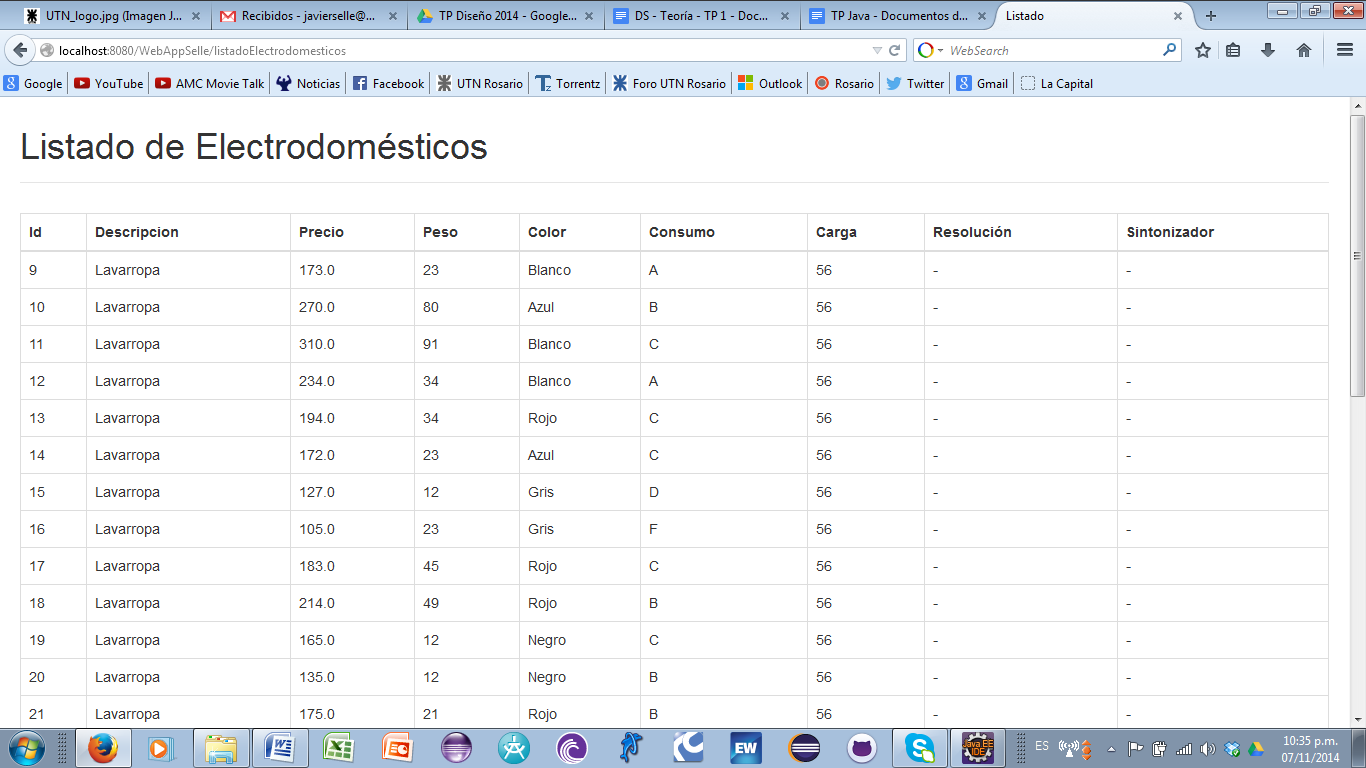 UTN_logo.jpg (Imagen J... Recibidos - javierselle@... TP Diseño 2014 - Google... DS - Teoría - TP 1 - Doc... TP Java - Documentos d... Listado
localhost:8080/WebAppSelle/listadoElectrodomesticos WebSearch
Google YouTube AMC Movie Talk Noticias Facebook UTN Rosario Torrentz Foro UTN Rosario Outlook Rosario Twitter Gmail La Capital
Listado de Electrodomésticos
Id Descripcion Precio Peso Color Consumo Carga Resolución Sintonizador
9 Lavarropa 173.0 23 Blanco A 56 - -
10 Lavarropa 270.0 80 Azul B 56 - -
11 Lavarropa 310.0 91 Blanco C 56 - -
12 Lavarropa 234.0 34 Blanco A 56 - -
13 Lavarropa 194.0 34 Rojo C 56 - -
14 Lavarropa 172.0 23 Azul C 56 - -
15 Lavarropa 127.0 12 Gris D 56 - -
16 Lavarropa 105.0 23 Gris F 56 - -
17 Lavarropa 183.0 45 Rojo C 56 - -
18 Lavarropa 214.0 49 Rojo B 56 - -
19 Lavarropa 165.0 12 Negro C 56 - -
20 Lavarropa 135.0 12 Negro B 56 - -
21 Lavarropa 175.0 21 Rojo B 56 - -
EW Java EE IDE ES 10:35 p.m.
07/11/2014